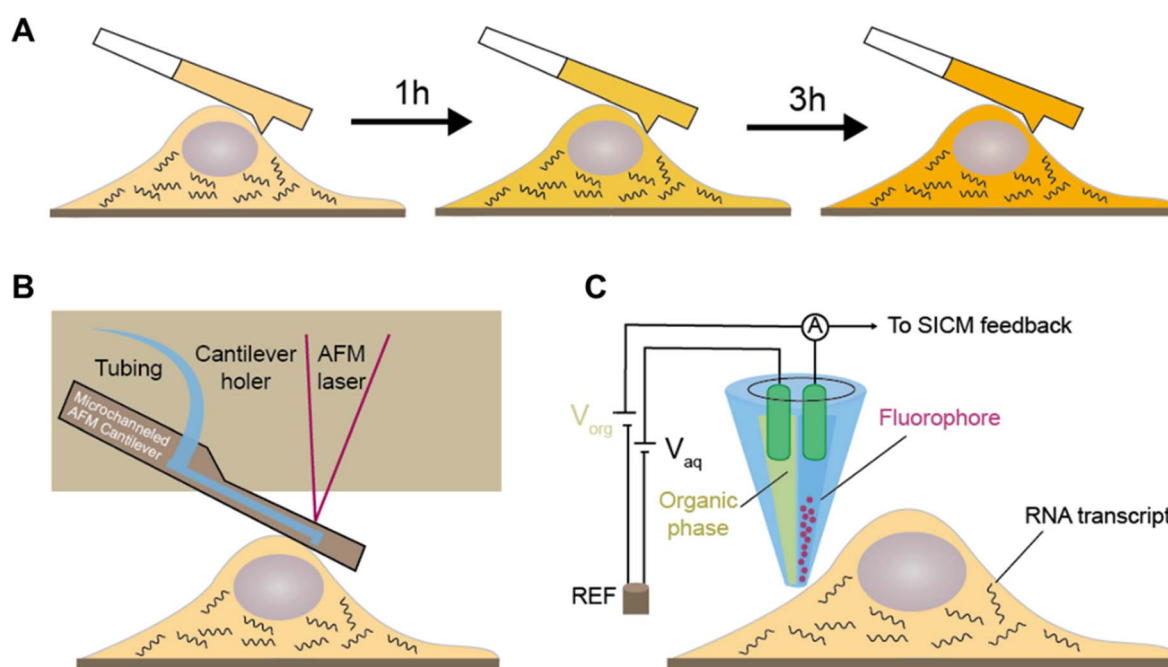 A
1h
3h
B
Tubing
Cantilever
holer
AFM
laser
Microchanneled
AFM Cantilever
C
A
To SICM feedback
Vorg
Vaq
Fluorophore
Organic
phase
RNA transcript
REF